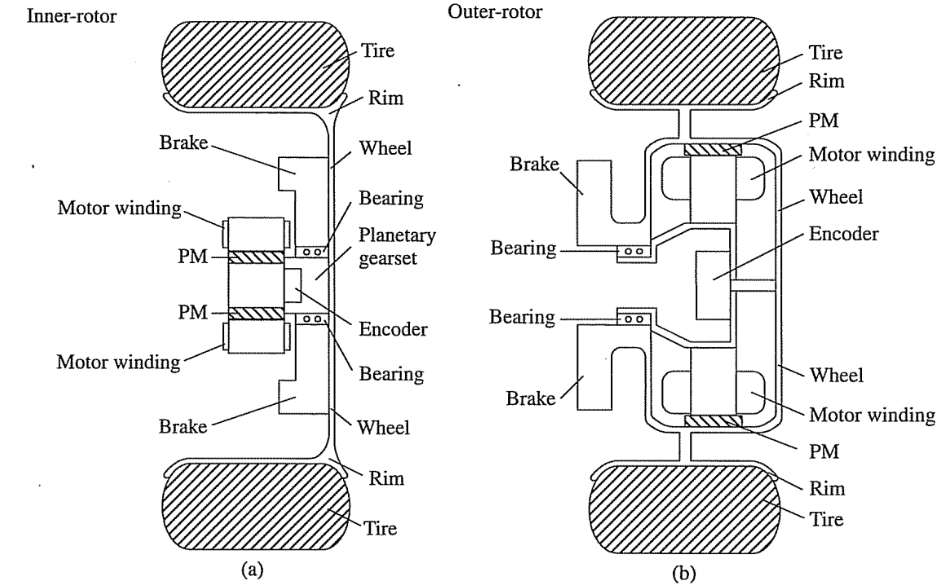 Inner-rotor
Tire
Rim
Brake
Wheel
Motor winding
Bearing
PM
Planetary
gearset
PM
Encoder
Motor winding
Bearing
Brake
Wheel
Rim
Tire
(a)
Outer-rotor
Tire
Rim
PM
Brake
Motor winding
Wheel
Bearing
Encoder
Bearing
Wheel
Brake
Motor winding
PM
Rim
Tire
(b)